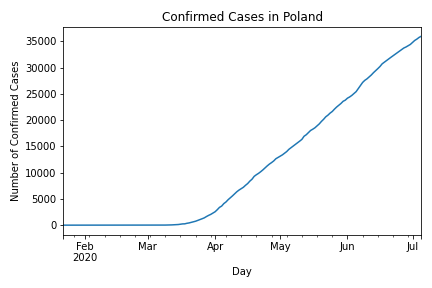 Confirmed Cases in Poland
Number of Confirmed Cases
35000
30000
25000
20000
15000
10000
5000
0
Feb Mar Apr May Jun Jul
2020
Day